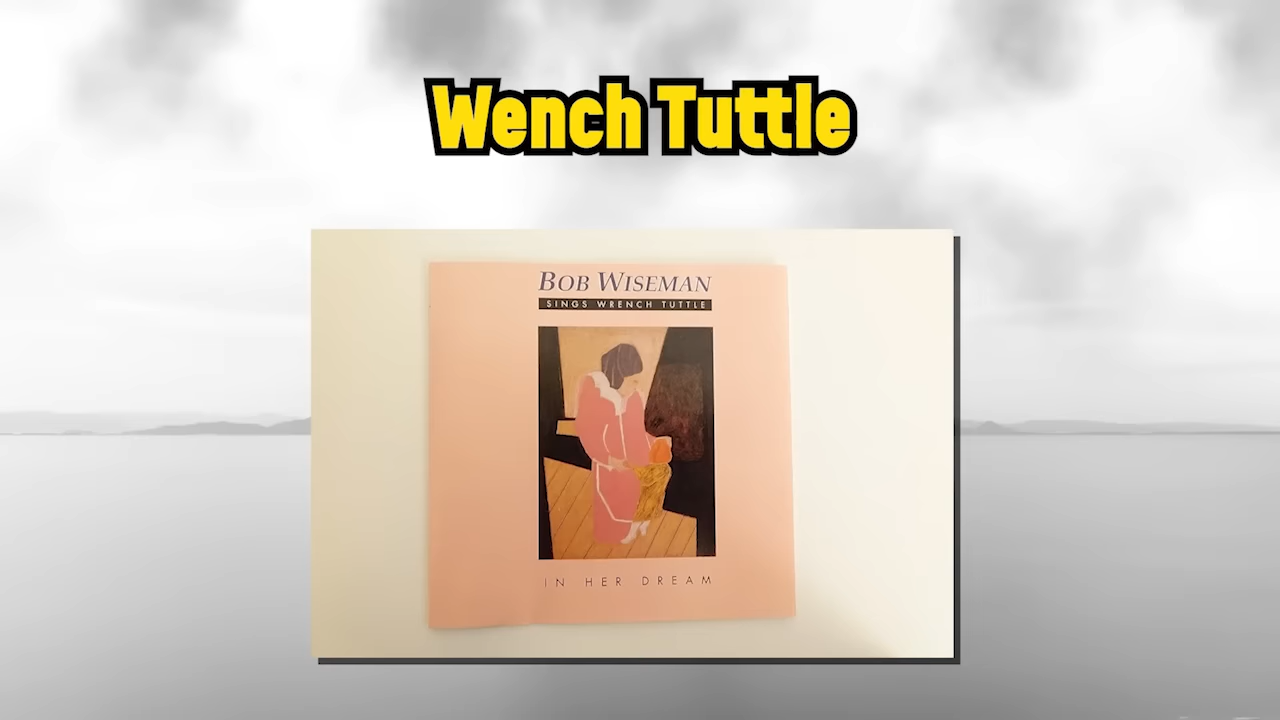 Wench Tuttle
BOB WISEMAN
SINGS WRENCH TUTTLE
IN HER DREAM